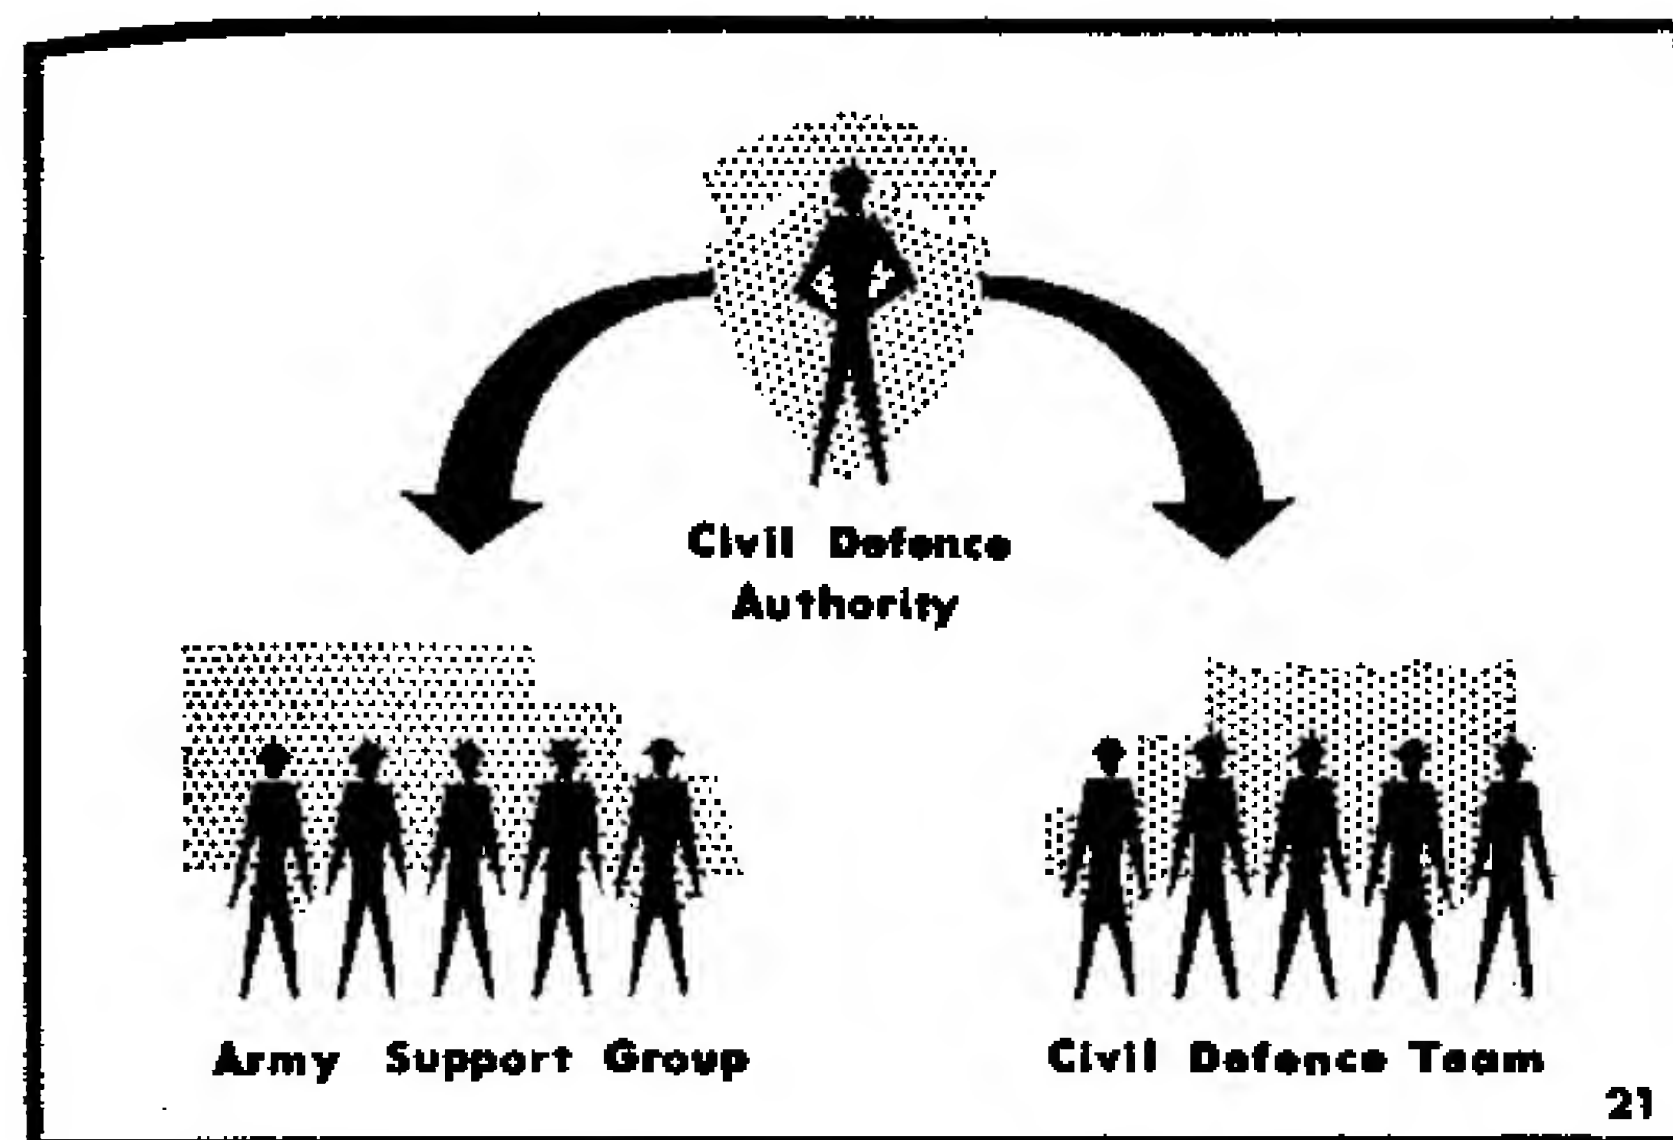 Civil Defence
Authority
Army Support Group
Civil Defence Team
21